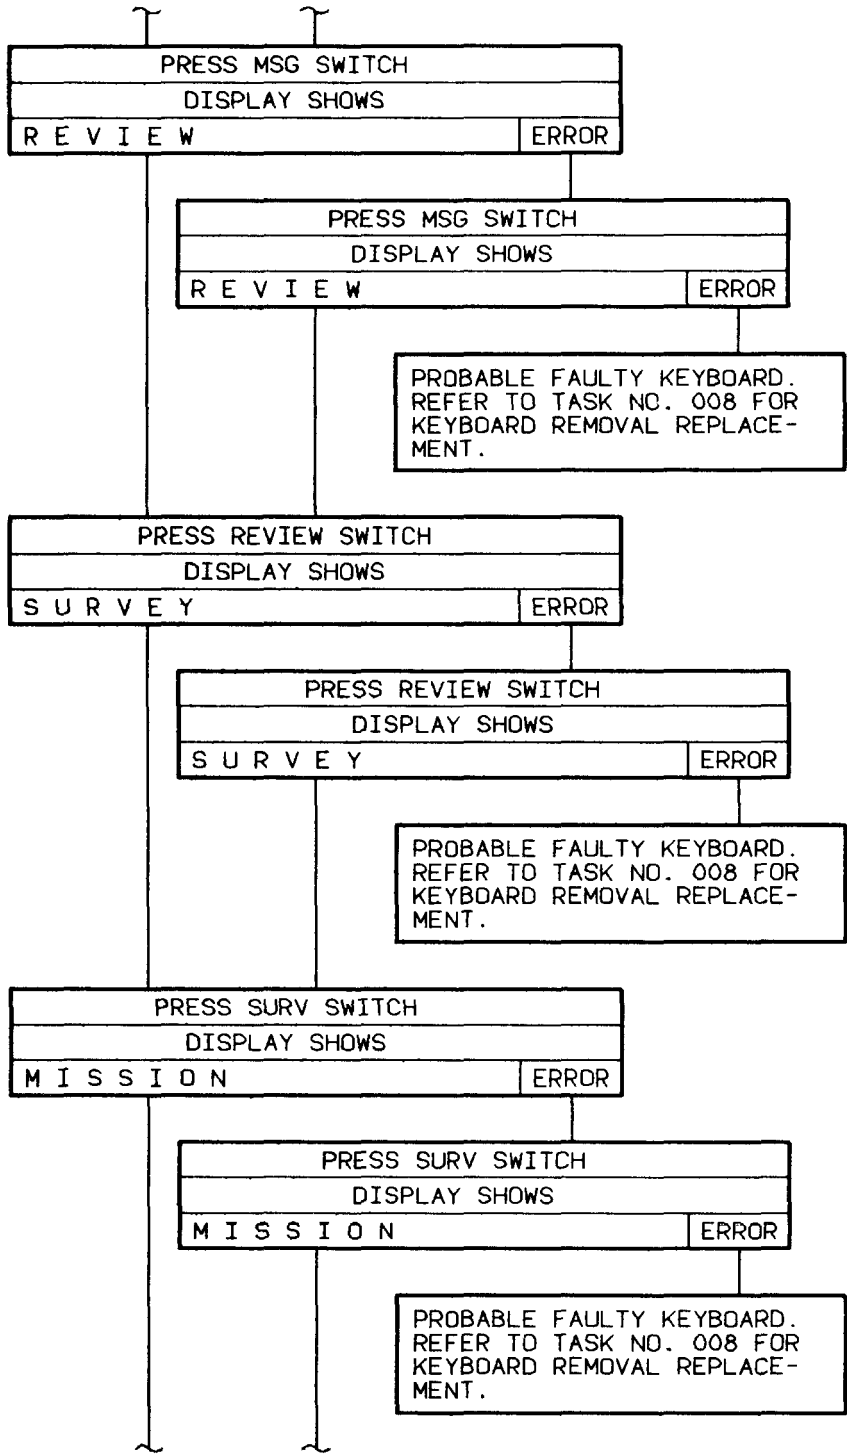 PRESS MSG SWITCH
DISPLAY SHOWS
R E V I E W ERROR
PRESS MSG SWITCH
DISPLAY SHOWS
R E V I E W ERROR
PROBABLE FAULTY KEYBOARD.
REFER TO TASK NO. 008 FOR
KEYBOARD REMOVAL REPLACE-
MENT.
PRESS REVIEW SWITCH
DISPLAY SHOWS
S U R V E Y ERROR
PRESS REVIEW SWITCH
DISPLAY SHOWS
S U R V E Y ERROR
PROBABLE FAULTY KEYBOARD.
REFER TO TASK NO. 008 FOR
KEYBOARD REMOVAL REPLACE-
MENT.
PRESS SURV SWITCH
DISPLAY SHOWS
M I S S I O N ERROR
PRESS SURV SWITCH
DISPLAY SHOWS
M I S S I O N ERROR
PROBABLE FAULTY KEYBOARD.
REFER TO TASK NO. 008 FOR
KEYBOARD REMOVAL REPLACE-
MENT.